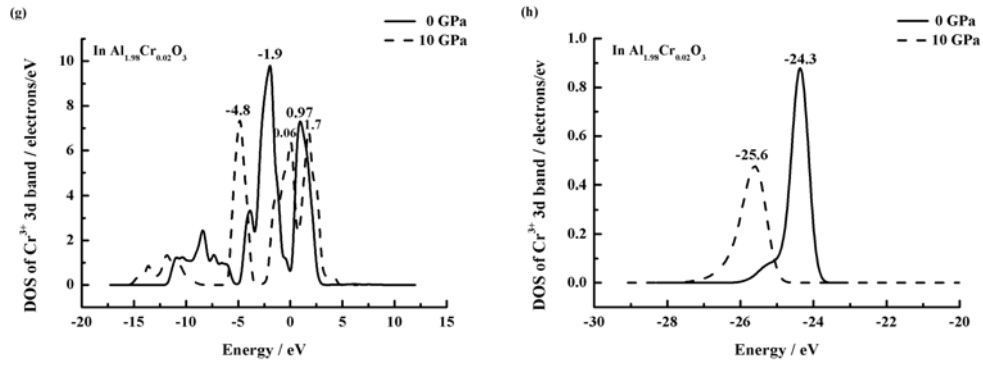 (g)
0 GPa
10 GPa
In Al1.98Cr0.02O3
-1.9
-4.8
0.06
0.97
1.7
10
8
6
4
2
0
DOS of Cr3+ 3d band / electrons/eV
-20 -15 -10 -5 0 5 10 15
Energy / eV
(h)
0 GPa
10 GPa
In Al1.98Cr0.02O3
-24.3
-25.6
1.0
0.8
0.6
0.4
0.2
0.0
DOS of Cr3+ 3d band / electrons/ev
-30 -28 -26 -24 -22 -20
Energy / eV